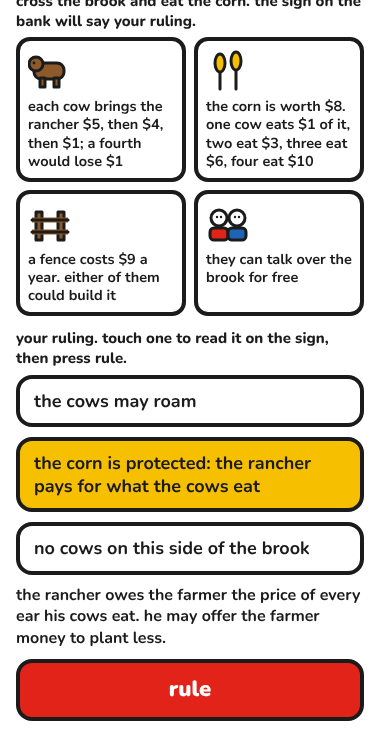 cross the brook and eat the corn. the sign on the
bank will say your ruling.
each cow brings the
rancher $5, then $4,
then $1; a fourth
would lose $1
the corn is worth $8.
one cow eats $1 of it,
two eat $3, three eat
$6, four eat $10
a fence costs $9 a
year. either of them
could build it
they can talk over the
brook for free
your ruling. touch one to read it on the sign,
then press rule.
the cows may roam
the corn is protected: the rancher
pays for what the cows eat
no cows on this side of the brook
the rancher owes the farmer the price of every
ear his cows eat. he may offer the farmer
money to plant less.
rule